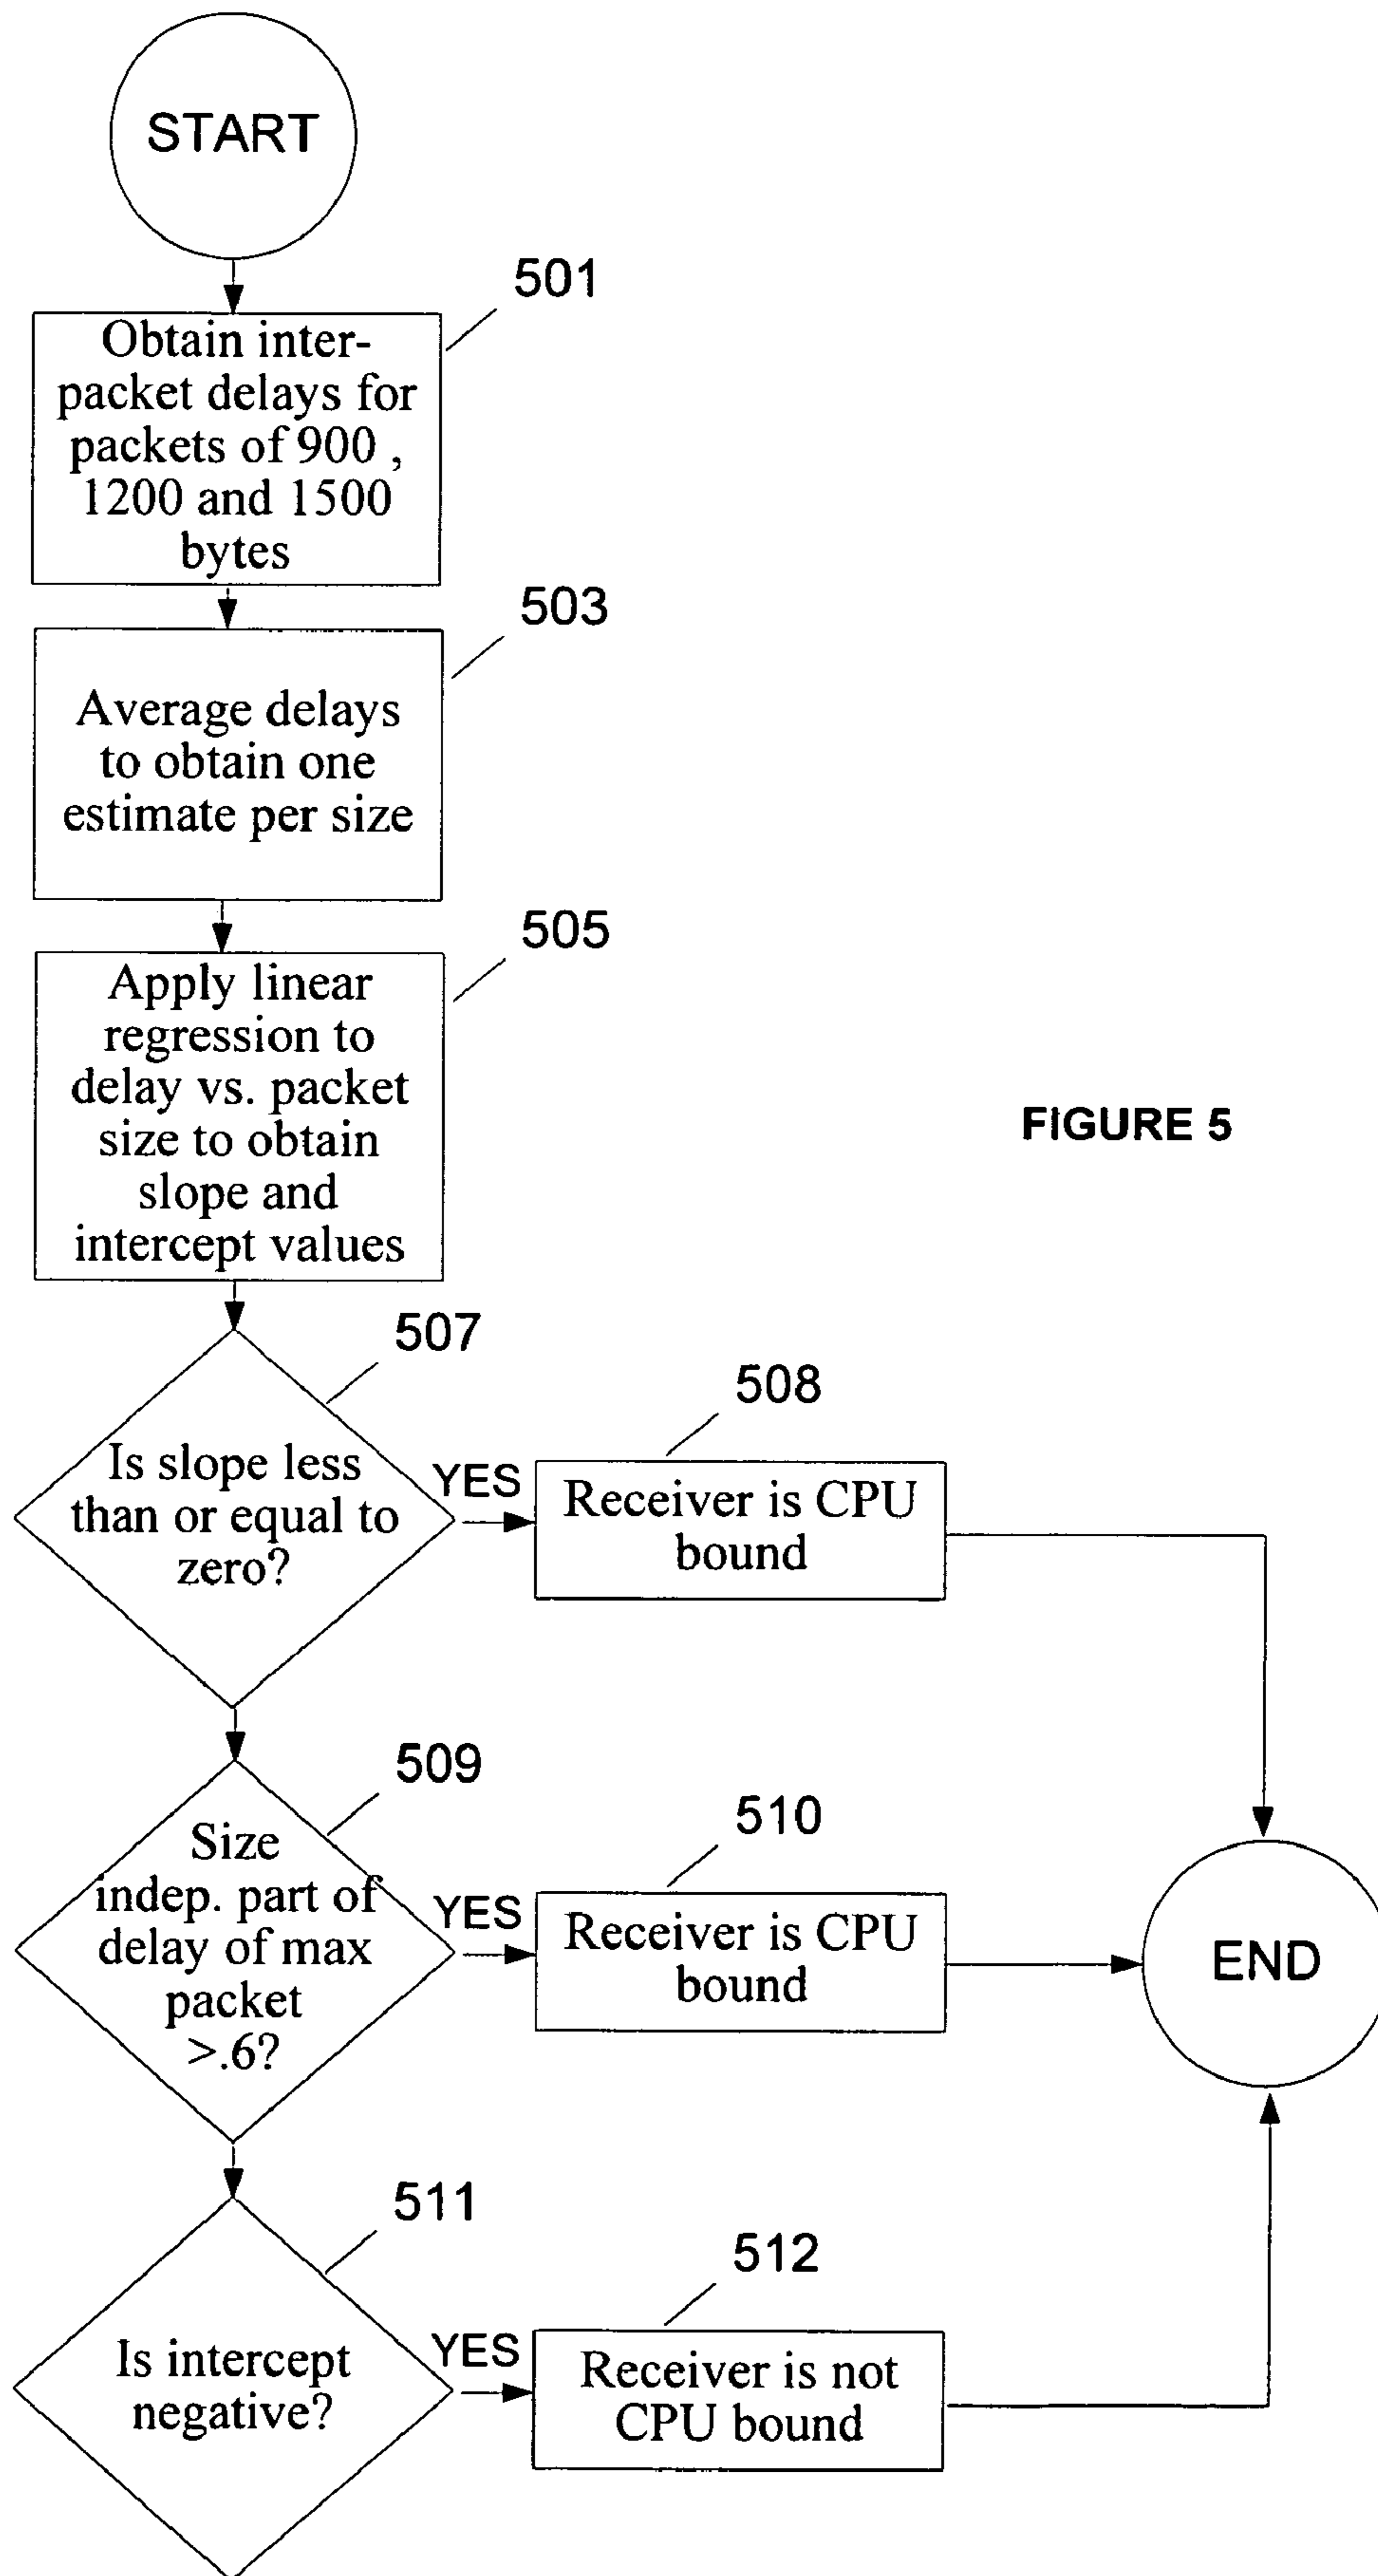 START
501
Obtain inter-
packet delays for
packets of 900 ,
1200 and 1500
bytes
503
Average delays
to obtain one
estimate per size
505
Apply linear
regression to
delay vs. packet
size to obtain
slope and
intercept values
FIGURE 5
507
Is slope less
than or equal to
zero?
YES
508
Receiver is CPU
bound
509
Size
indep. part of
delay of max
packet
>.6?
YES
510
Receiver is CPU
bound
END
511
Is intercept
negative?
YES
512
Receiver is not
CPU bound